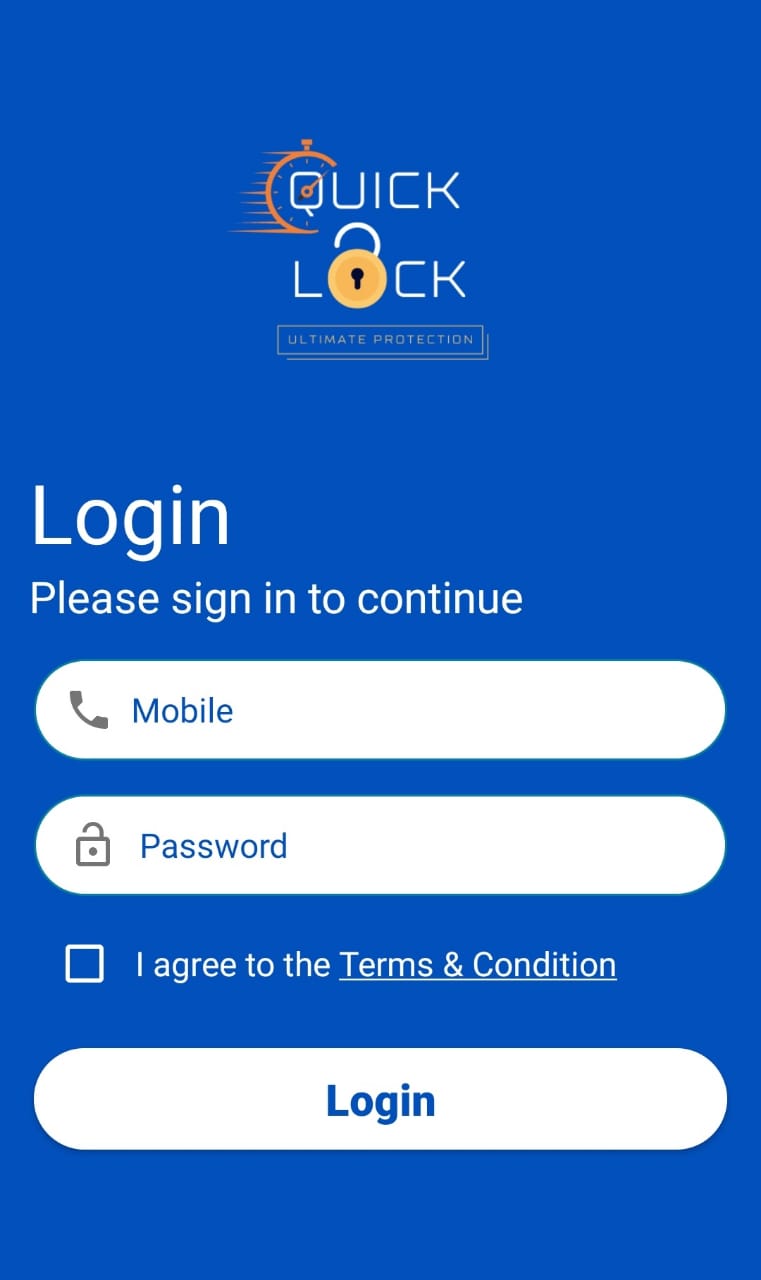 QUICK
LOCK
ULTIMATE PROTECTION
Login
Please sign in to continue
Mobile
Password
I agree to the Terms & Condition
Login